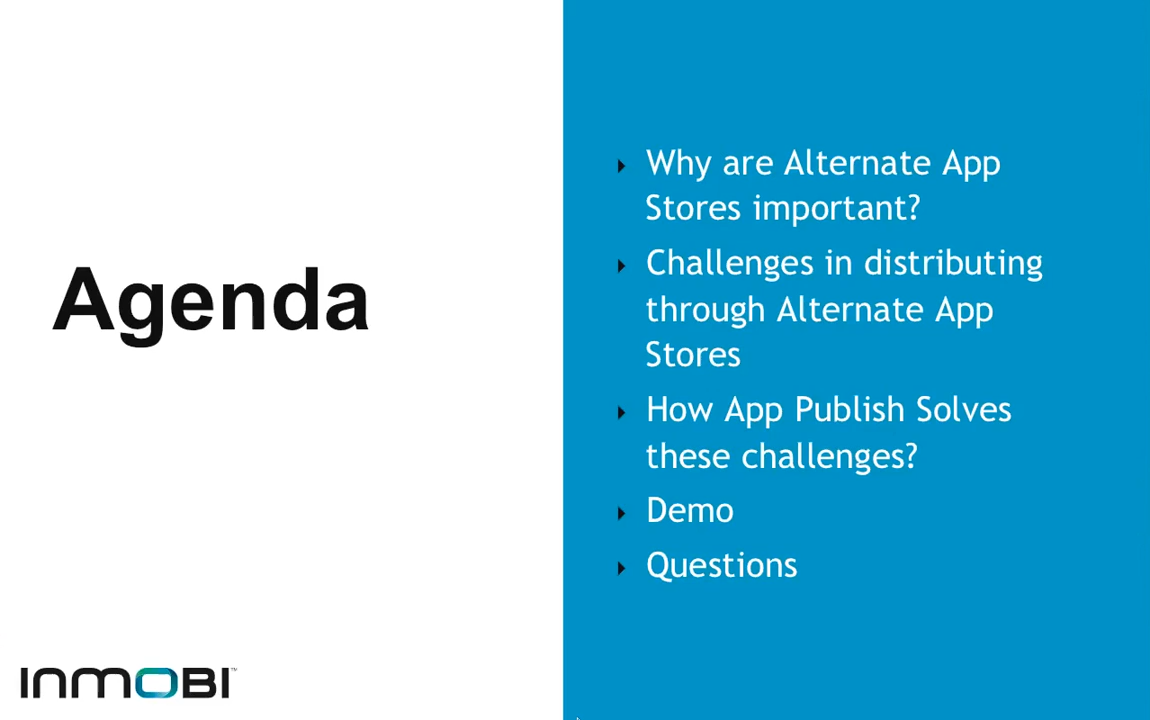 Agenda
Why are Alternate App
Stores important?
Challenges in distributing
through Alternate App
Stores
How App Publish Solves
these challenges?
Demo
Questions
INMOBI™